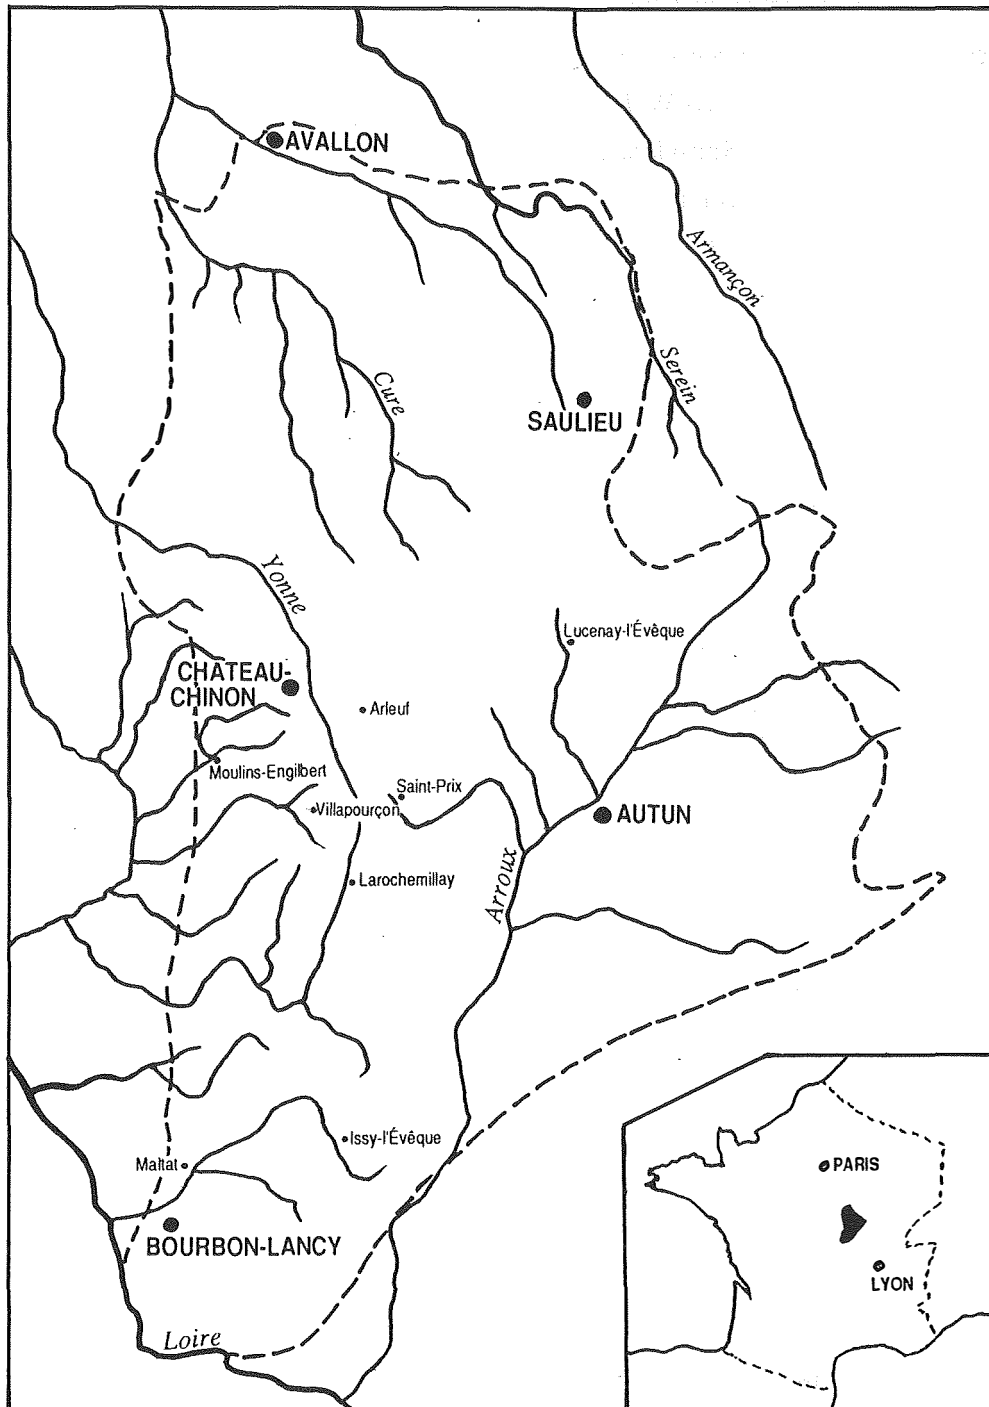 AVALLON
Armançon
Cure
Serein
SAULIEU
Yonne
Lucenay-l'Évêque
CHÂTEAU-
CHINON
Arleuf
Moulins-Engilbert
Saint-Prix
Villapourçon
AUTUN
Arroux
Larochemillay
Issy-l'Évêque
Maltat
BOURBON-LANCY
Loire
PARIS
LYON